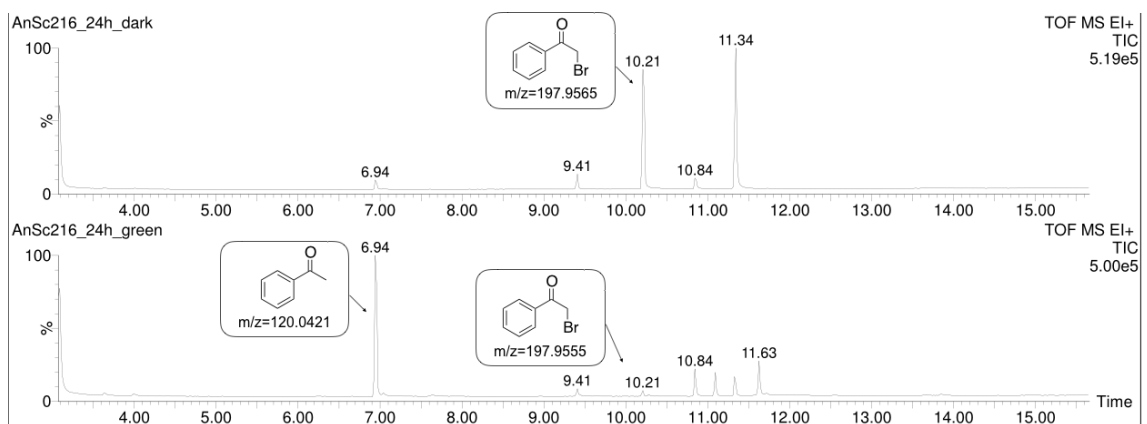 AnSc216_24h_dark
TOF MS EI+
TIC
5.19e5
100
%
0
O
Br
m/z=197.9565
6.94
9.41
10.21
10.84
11.34
4.00 5.00 6.00 7.00 8.00 9.00 10.00 11.00 12.00 13.00 14.00 15.00
AnSc216_24h_green
TOF MS EI+
TIC
5.00e5
100
%
0
O
m/z=120.0421
6.94
O
Br
m/z=197.9555
9.41
10.21
10.84
11.63
Time
4.00 5.00 6.00 7.00 8.00 9.00 10.00 11.00 12.00 13.00 14.00 15.00